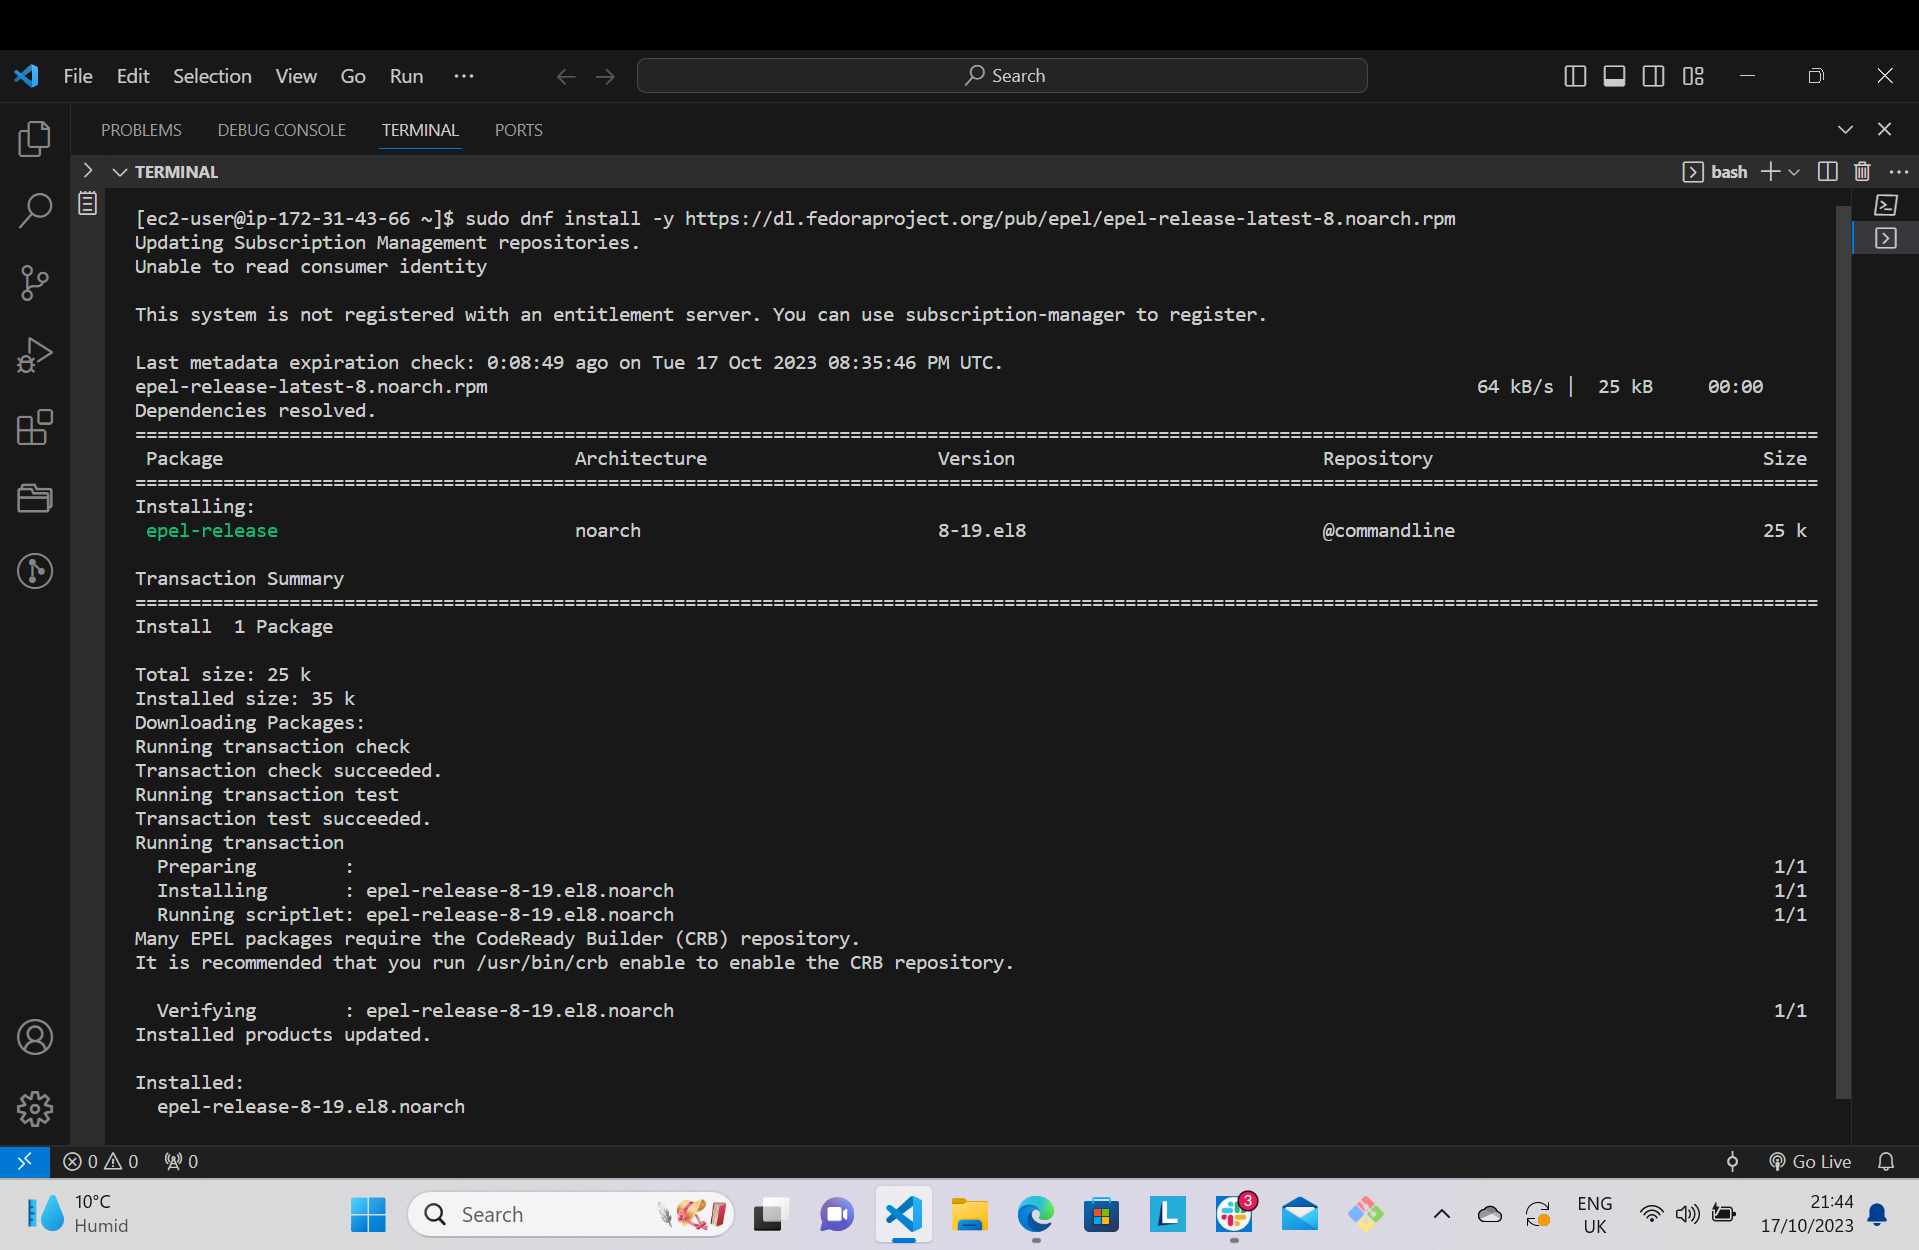 File Edit Selection View Go Run ··· Search
PROBLEMS DEBUG CONSOLE TERMINAL PORTS
TERMINAL bash
[ec2-user@ip-172-31-43-66 ~]$ sudo dnf install -y https://dl.fedoraproject.org/pub/epel/epel-release-latest-8.noarch.rpm
Updating Subscription Management repositories.
Unable to read consumer identity
This system is not registered with an entitlement server. You can use subscription-manager to register.
Last metadata expiration check: 0:08:49 ago on Tue 17 Oct 2023 08:35:46 PM UTC.
epel-release-latest-8.noarch.rpm 64 kB/s | 25 kB 00:00
Dependencies resolved.
Package Architecture Version Repository Size
Installing:
epel-release noarch 8-19.el8 @commandline 25 k
Transaction Summary
Install 1 Package
Total size: 25 k
Installed size: 35 k
Downloading Packages:
Running transaction check
Transaction check succeeded.
Running transaction test
Transaction test succeeded.
Running transaction
Preparing : 1/1
Installing : epel-release-8-19.el8.noarch 1/1
Running scriptlet: epel-release-8-19.el8.noarch 1/1
Many EPEL packages require the CodeReady Builder (CRB) repository.
It is recommended that you run /usr/bin/crb enable to enable the CRB repository.
Verifying : epel-release-8-19.el8.noarch 1/1
Installed products updated.
Installed:
epel-release-8-19.el8.noarch
0 0 0 Go Live
10°C
Humid
Search
3
ENG
UK
21:44
17/10/2023